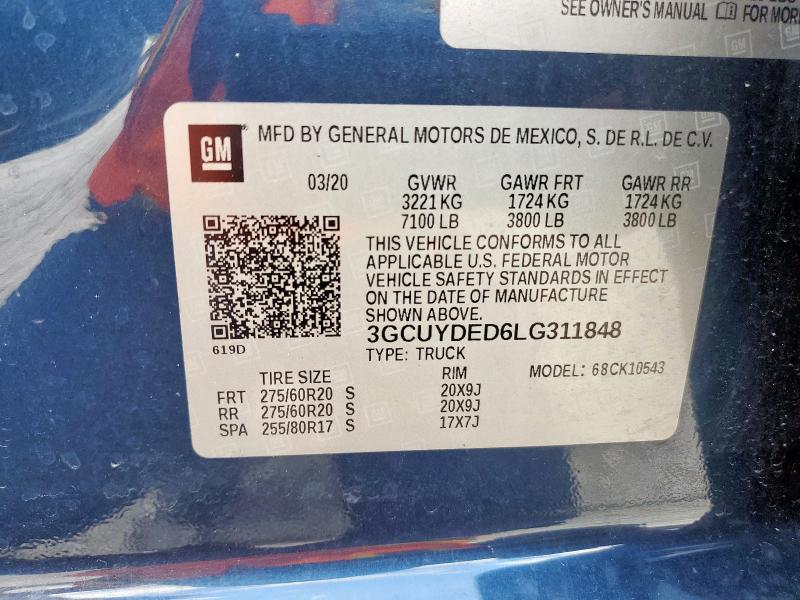 SEE OWNER'S MANUAL FOR MOR
GM
MFD BY GENERAL MOTORS DE MEXICO, S. DE R.L. DE C.V.
03/20 GVWR GAWR FRT GAWR RR
3221 KG 1724 KG 1724 KG
7100 LB 3800 LB 3800 LB
THIS VEHICLE CONFORMS TO ALL
APPLICABLE U.S. FEDERAL MOTOR
VEHICLE SAFETY STANDARDS IN EFFECT
ON THE DATE OF MANUFACTURE
SHOWN ABOVE.
619D
3GCUYDED6LG311848
TYPE: TRUCK
TIRE SIZE RIM MODEL: 68CK10543
FRT 275/60R20 S 20X9J
RR 275/60R20 S 20X9J
SPA 255/80R17 S 17X7J